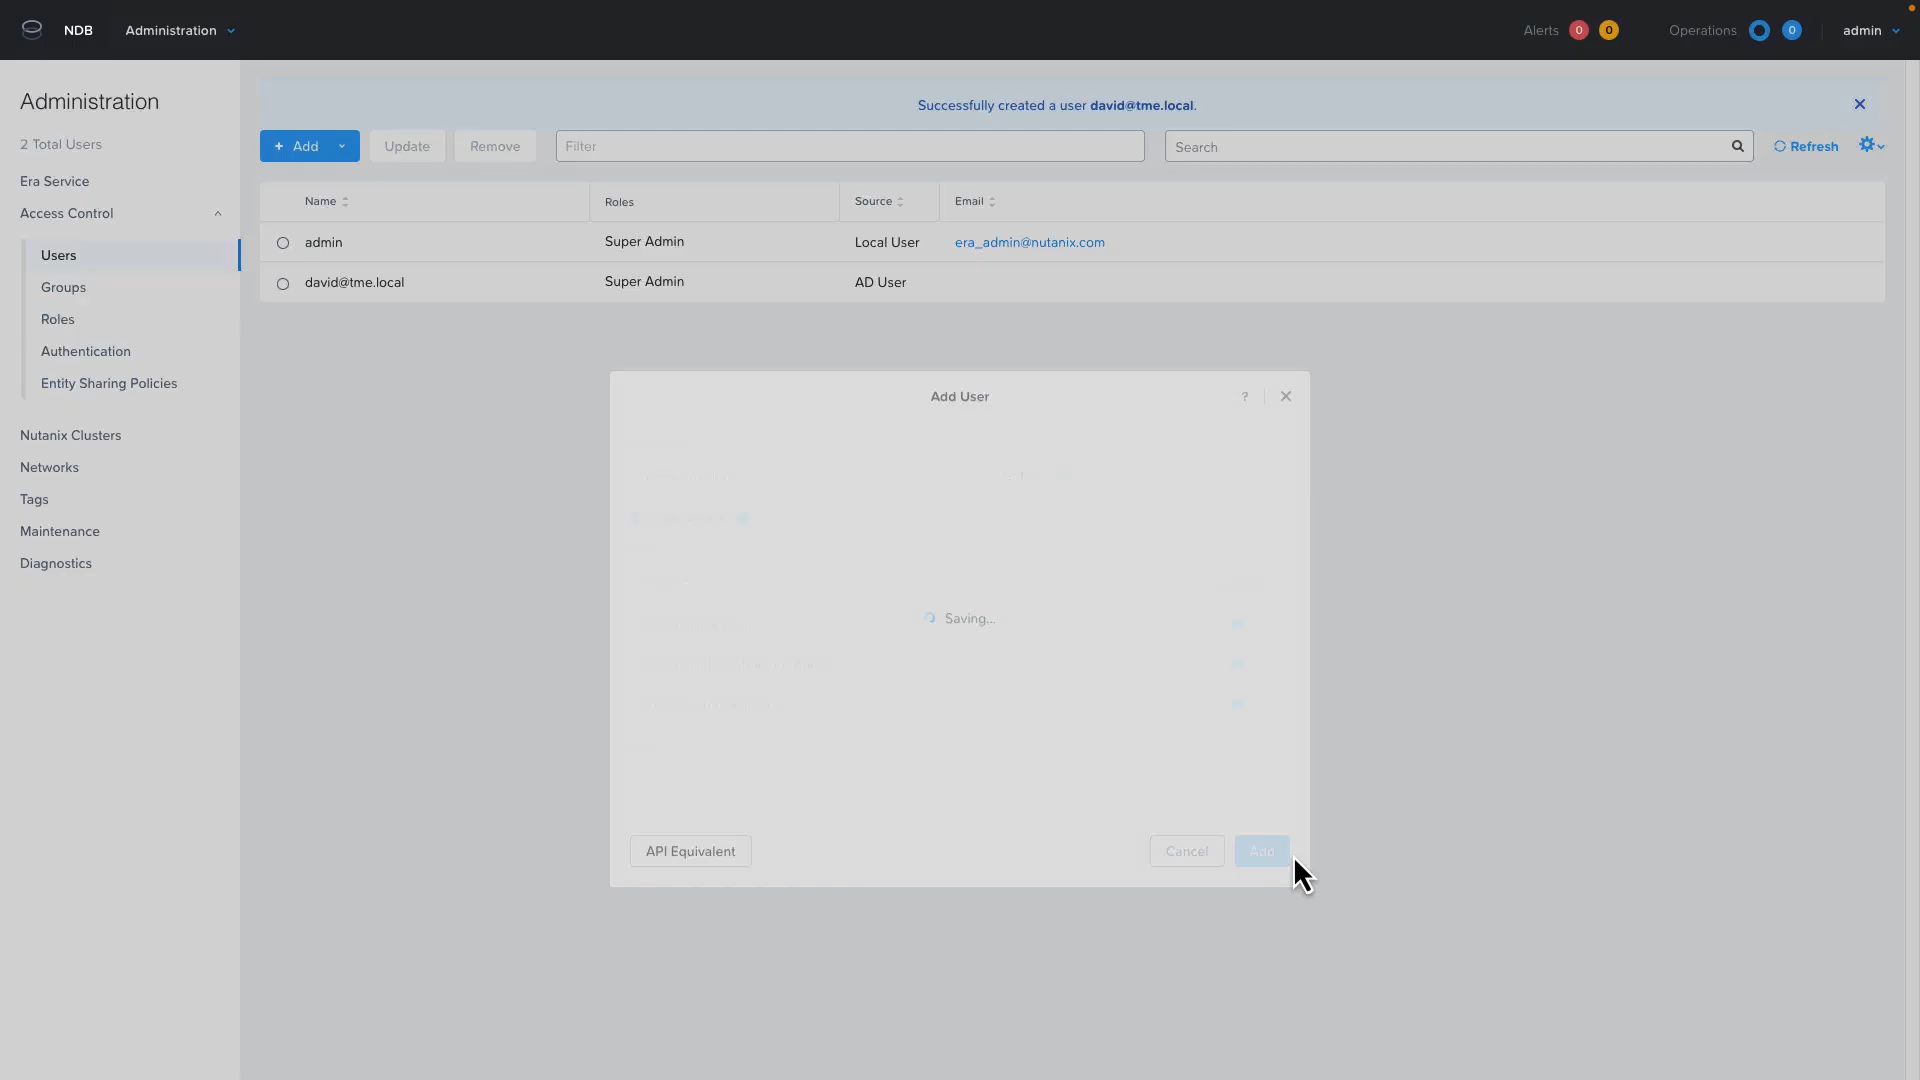 NDB
Administration
Alerts 0 0
Operations 0
admin
Administration
2 Total Users
Era Service
Access Control
Users
Groups
Roles
Authentication
Entity Sharing Policies
Nutanix Clusters
Networks
Tags
Maintenance
Diagnostics
Successfully created a user david@tme.local.
+ Add
Update
Remove
Filter
Search
Refresh
Name Roles Source Email
admin Super Admin Local User era_admin@nutanix.com
david@tme.local Super Admin AD User
Add User
?
Saving...
API Equivalent
Cancel
Add